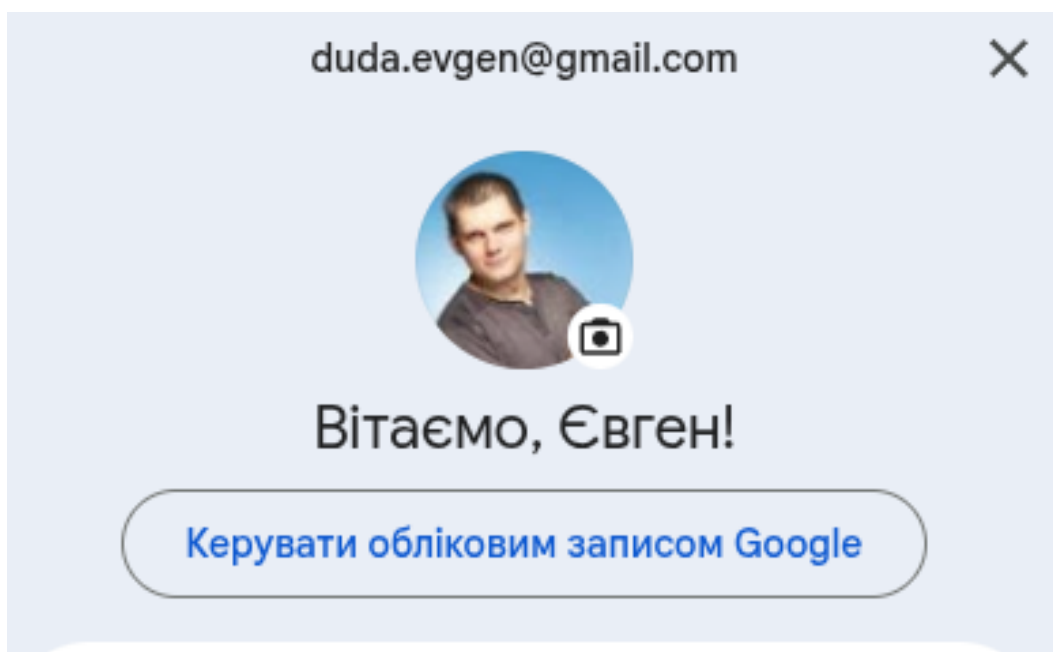 duda.evgen@gmail.com
Вітаємо, Євген!
Керувати обліковим записом Google